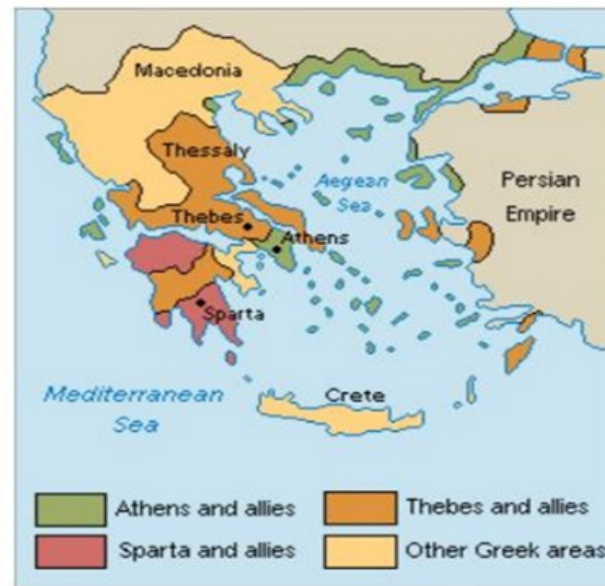 Macedonia
Thessaly
Aegean
Sea
Persian
Empire
Thebes
Athens
Sparta
Mediterranean
Sea
Crete
Athens and allies
Thebes and allies
Sparta and allies
Other Greek areas